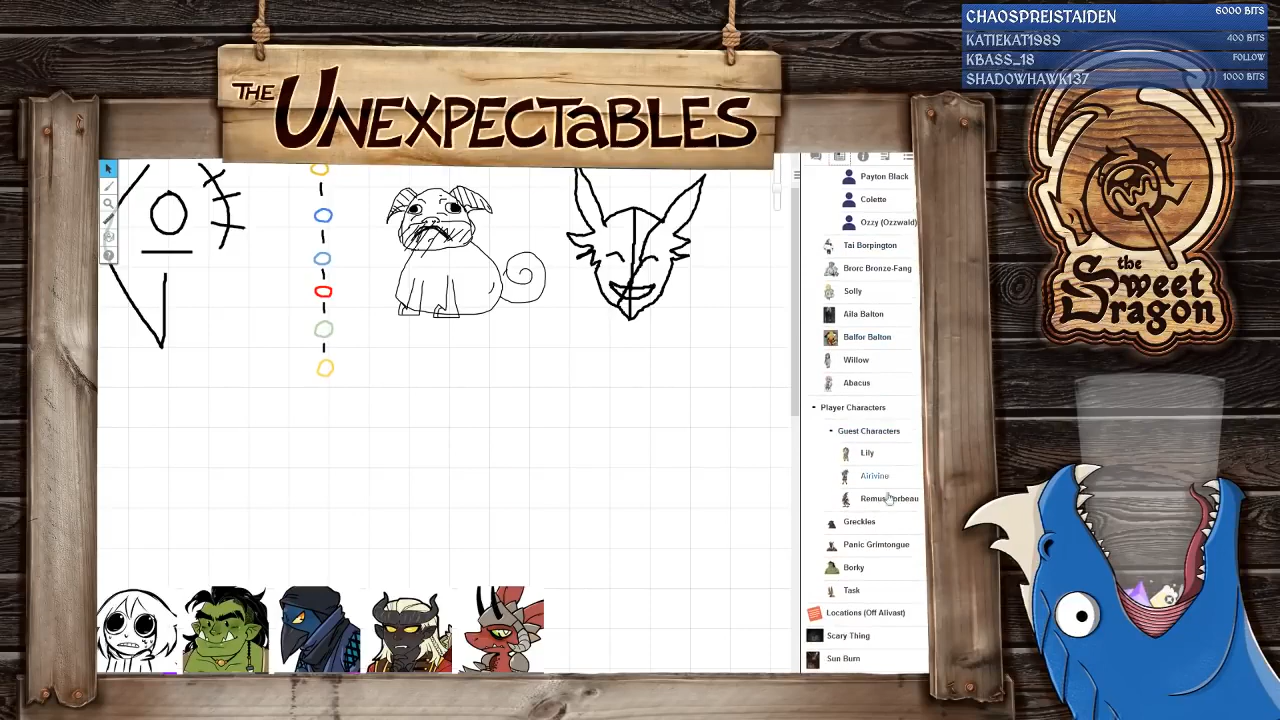 THE UNEXPECTABLES
CHAOSPREISTAIDEN 6000 BITS
KATIEKAT1989 400 BITS
KBASS_18 FOLLOW
SHADOWHAWK137 1000 BITS
the Sweet Dragon
Payton Black
Colette
Ozzy (Ozzwald)
Tai Borpington
Brorc Bronze-Fang
Solly
Aila Balton
Balfor Balton
Willow
Abacus
Player Characters
Guest Characters
Lily
Airivine
Greckles
Panic Grimtongue
Borky
Task
Locations (Off Alivast)
Scary Thing
Sun Burn